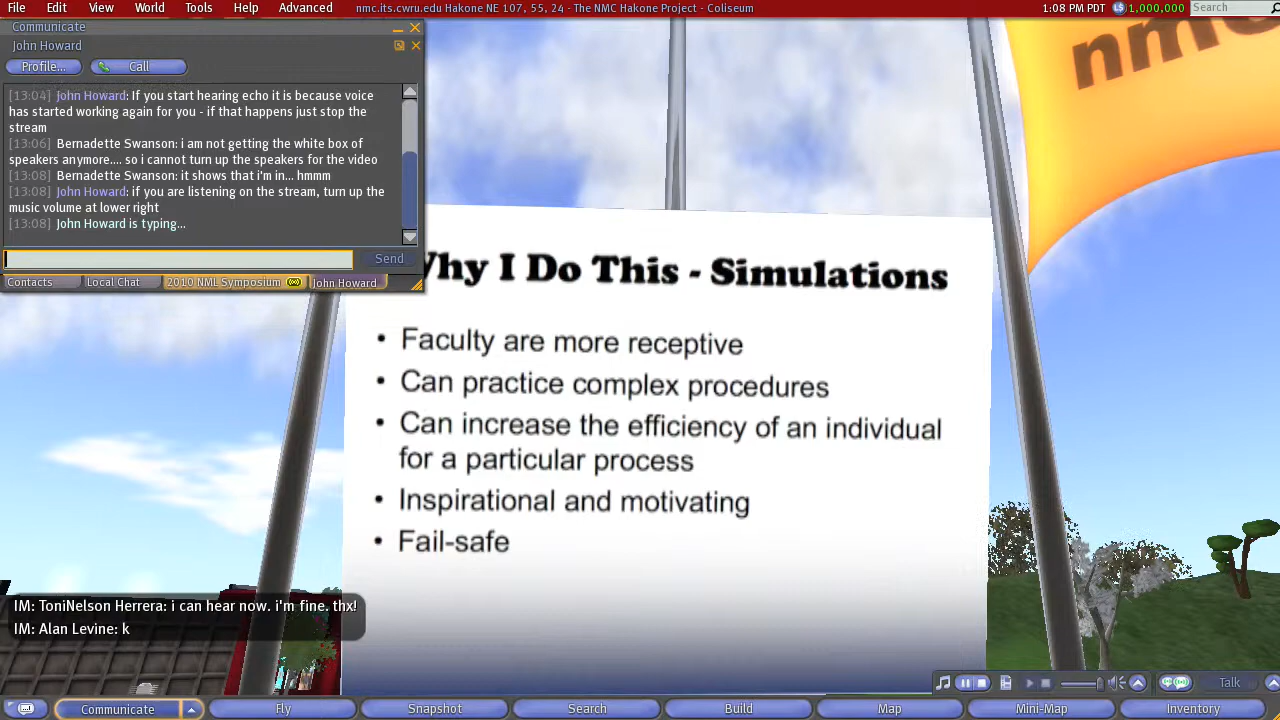 File Edit View World Tools Help Advanced nmc.its.cwru.edu Hakone NE 107, 55, 24 - The NMC Hakone Project - Coliseum 1:08 PM PDT L$ 1,000,000 Search
Communicate
John Howard
Profile... Call
[13:04] John Howard: If you start hearing echo it is because voice
has started working again for you - if that happens just stop the
stream
[13:06] Bernadette Swanson: i am not getting the white box of
speakers anymore.... so i cannot turn up the speakers for the video
[13:08] Bernadette Swanson: it shows that i'm in... hmmm
[13:08] John Howard: if you are listening on the stream, turn up the
music volume at lower right
[13:08] John Howard is typing...
Send
Contacts Local Chat 2010 NML Symposium John Howard
nmc
Why I Do This - Simulations
• Faculty are more receptive
• Can practice complex procedures
• Can increase the efficiency of an individual
for a particular process
• Inspirational and motivating
• Fail-safe
IM: ToniNelson Herrera: i can hear now. i'm fine. thx!
IM: Alan Levine: k
Talk
Communicate Fly Snapshot Search Build Map Mini-Map Inventory